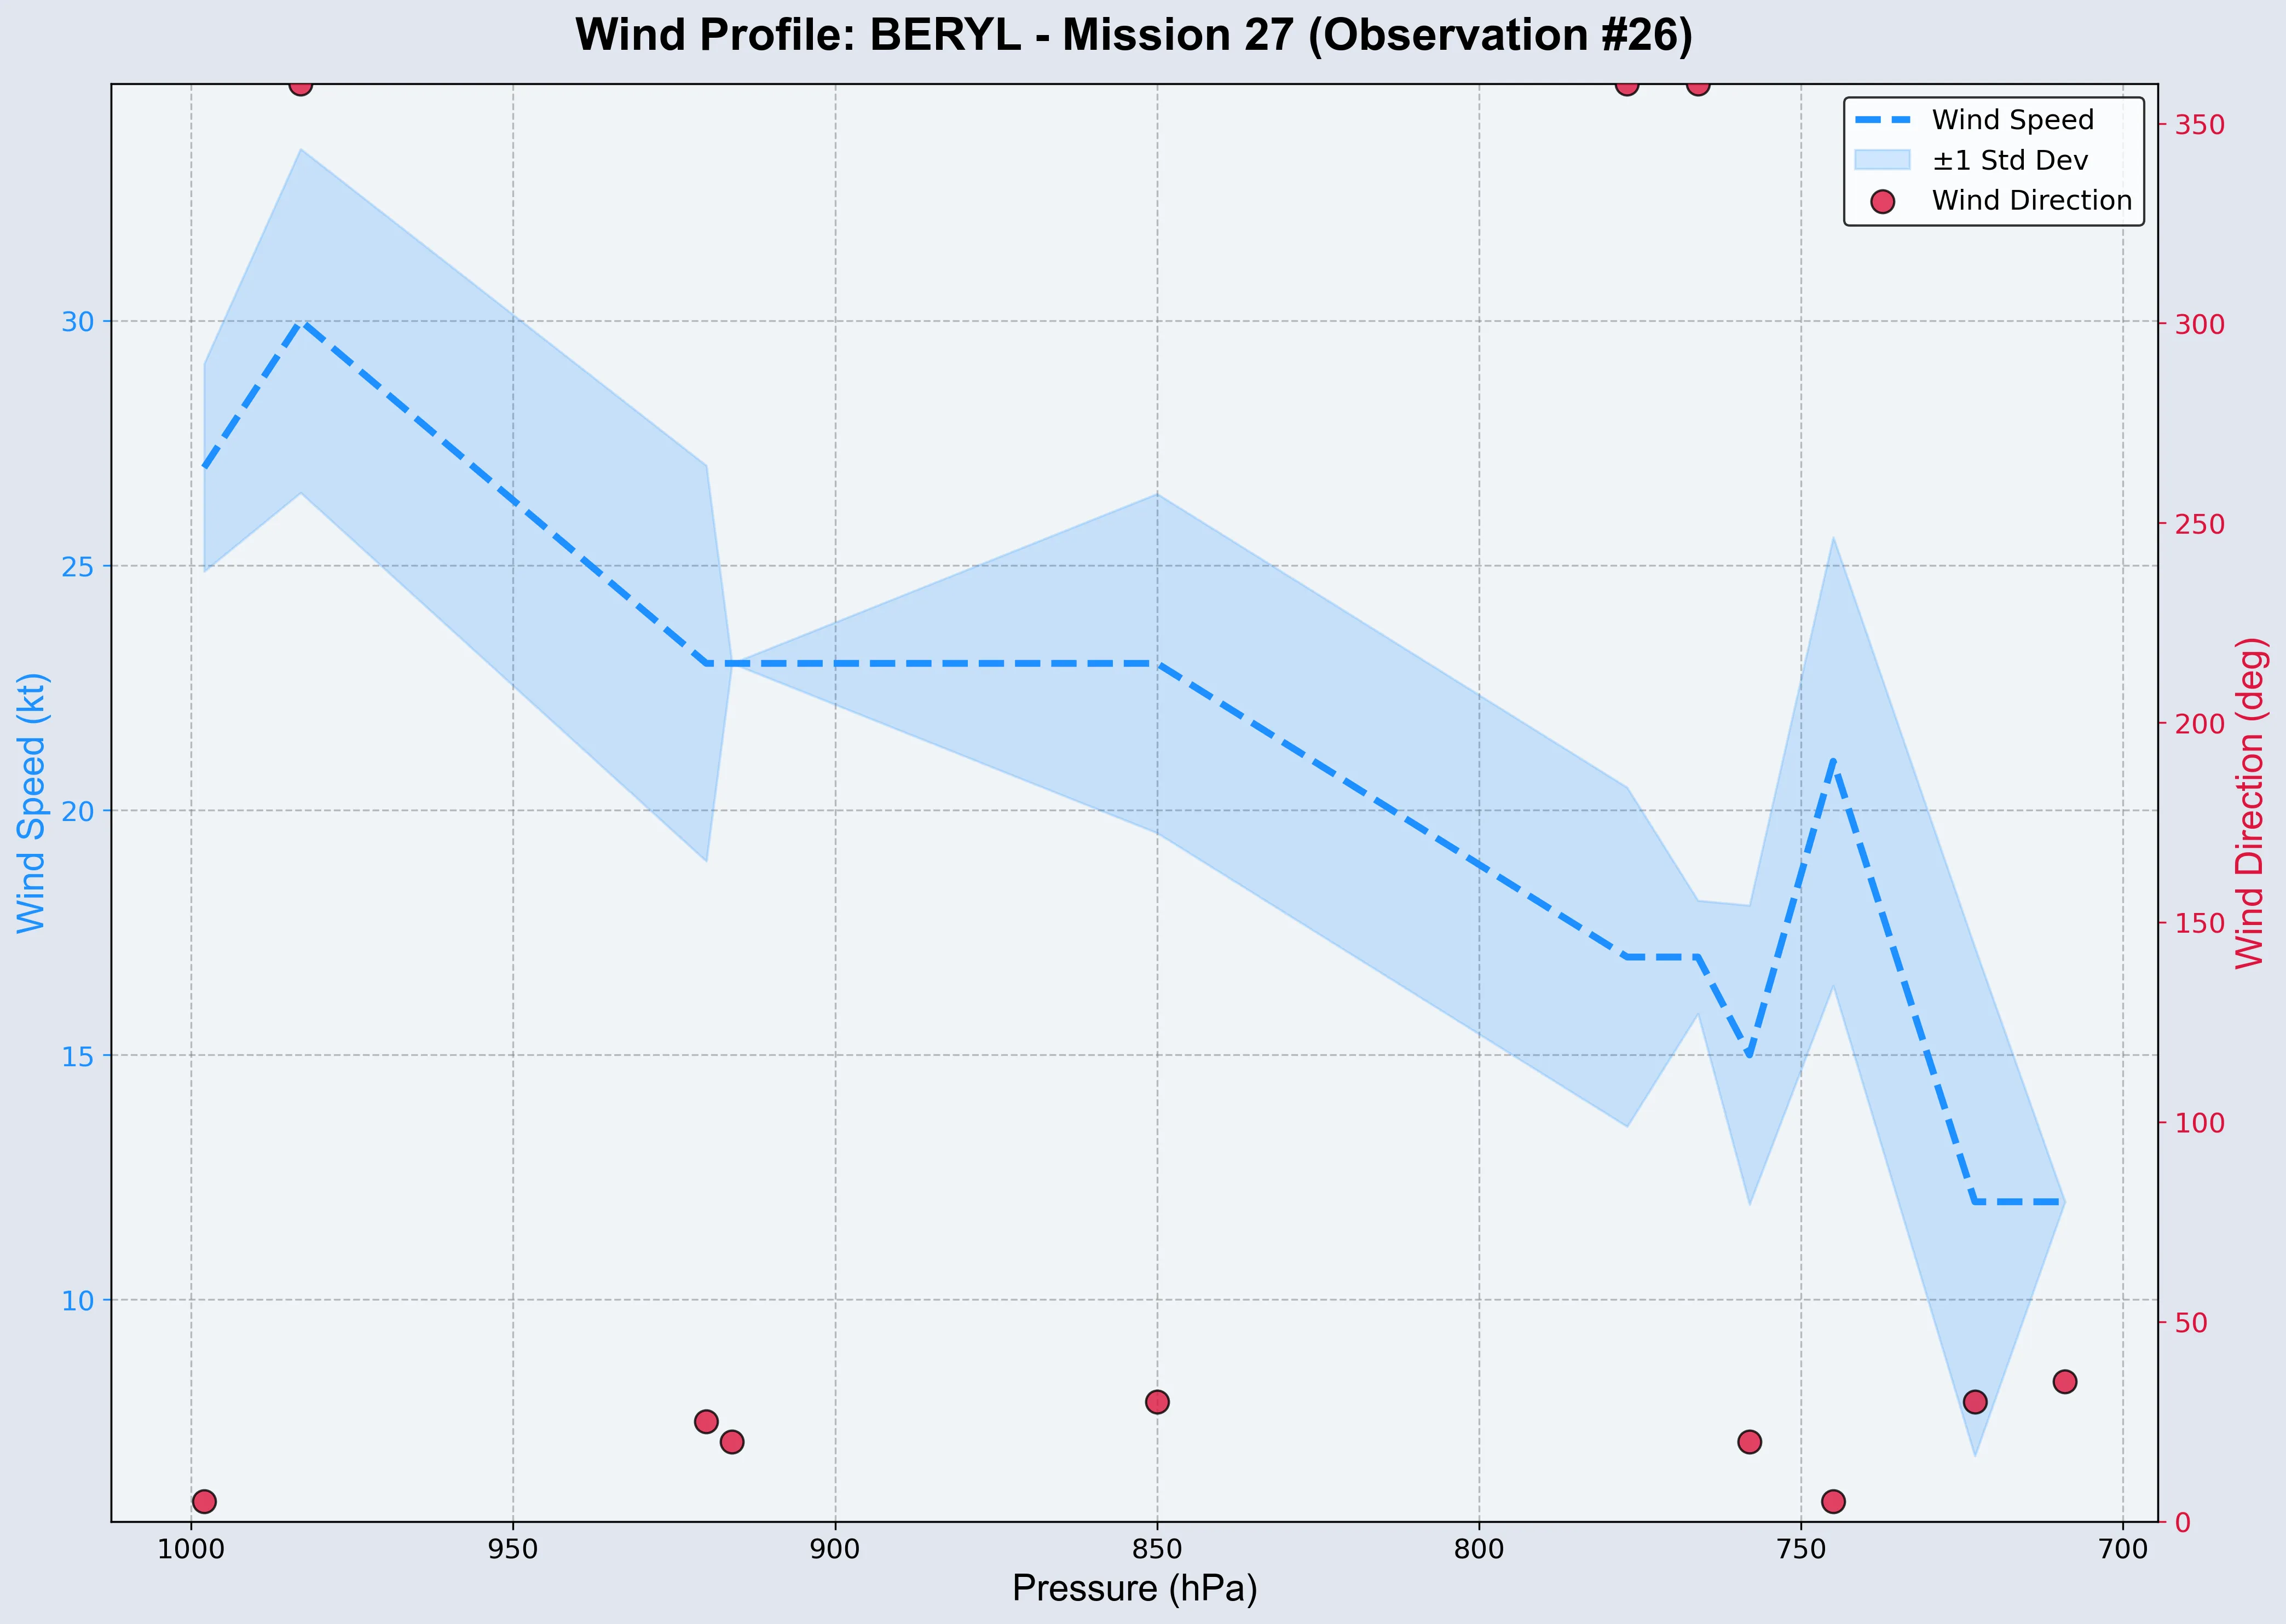 Wind Profile: BERYL - Mission 27 (Observation #26)
Wind Speed
±1 Std Dev
Wind Direction
Wind Speed (kt)
30
25
20
15
10
350
300
250
200
150
100
50
0
Wind Direction (deg)
1000 950 900 850 800 750 700
Pressure (hPa)